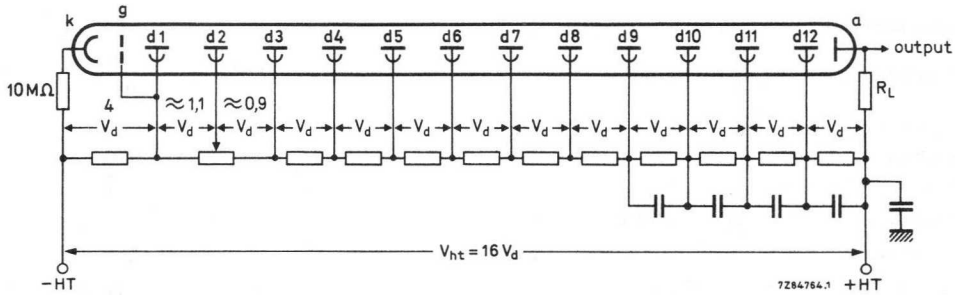 k g d1 d2 d3 d4 d5 d6 d7 d8 d9 d10 d11 d12 a
output
10 MΩ
R_L
4 ≈1,1 ≈0,9
V_d V_d V_d V_d V_d V_d V_d V_d V_d V_d V_d V_d V_d
V_ht = 16 V_d
−HT 7Z84764.1 +HT